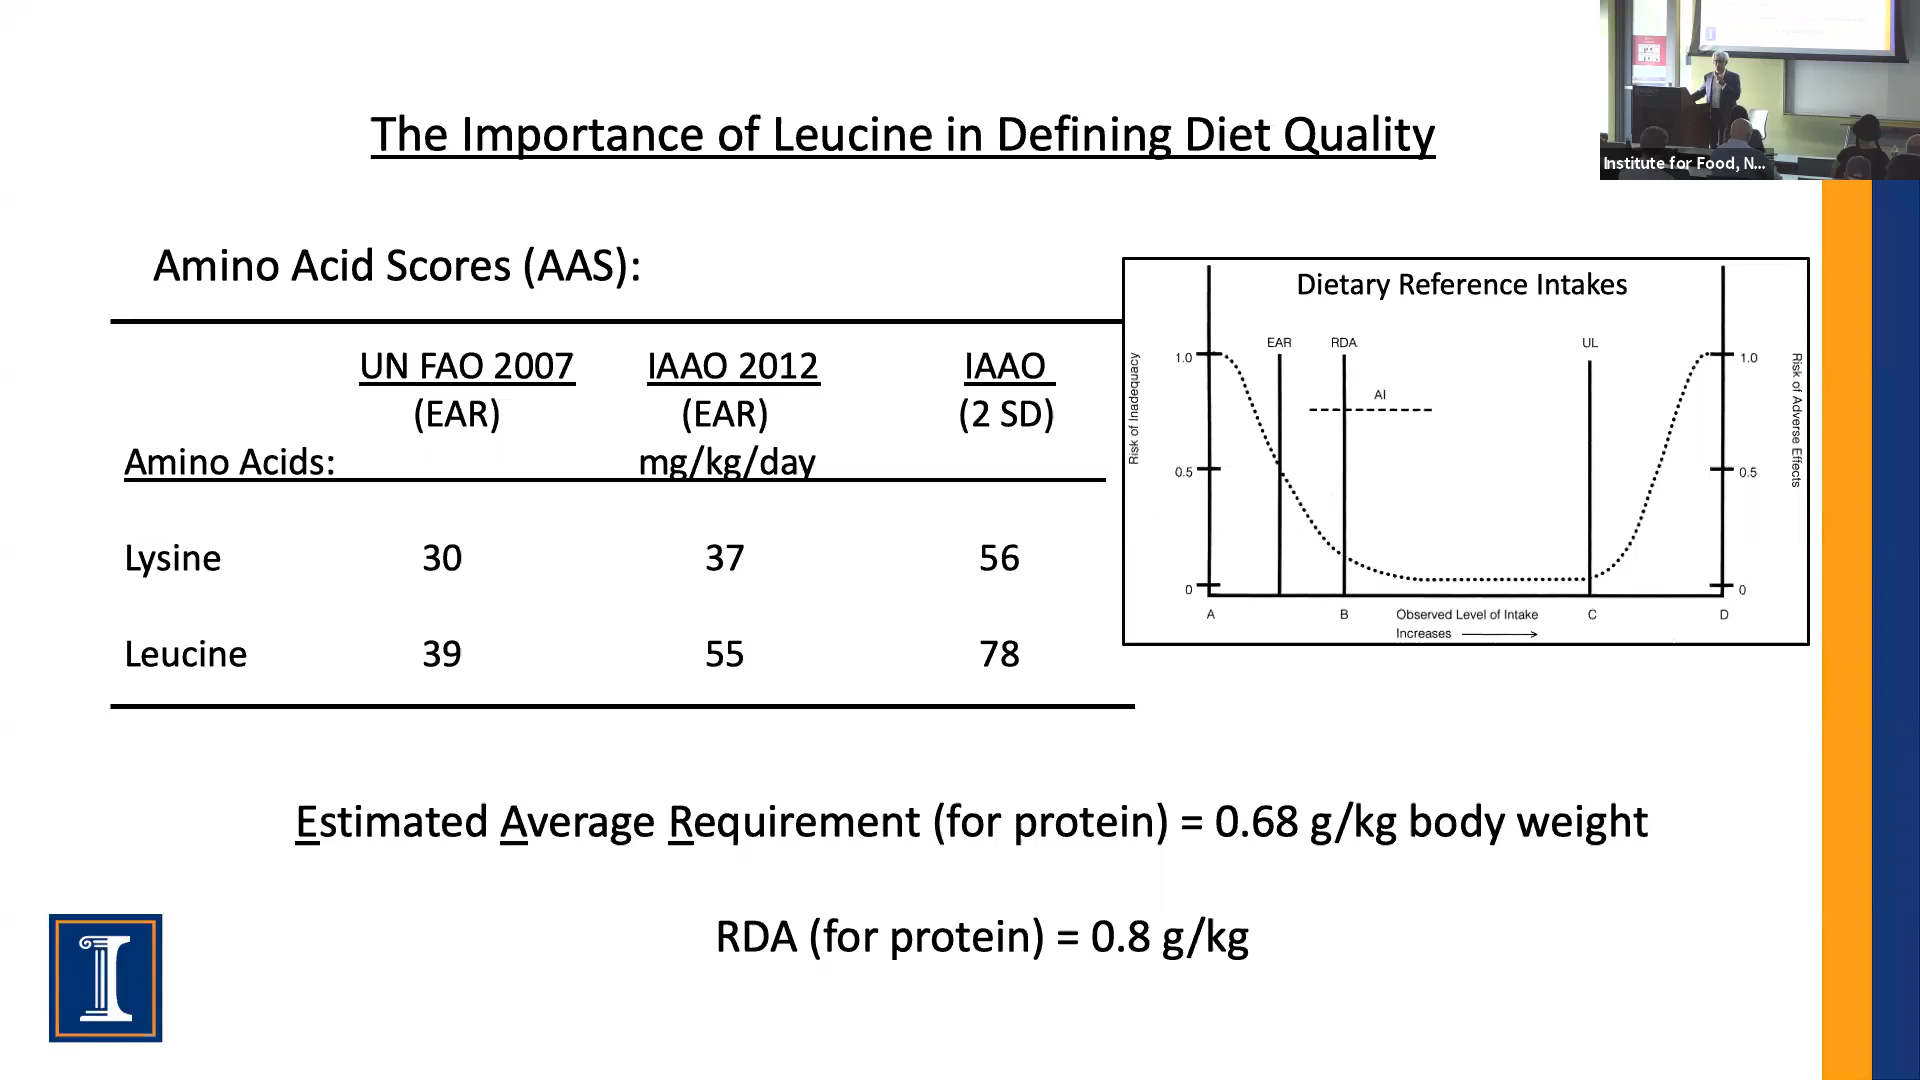 The Importance of Leucine in Defining Diet Quality
Institute for Food, N...
Amino Acid Scores (AAS):
UN FAO 2007 IAAO 2012 IAAO
(EAR) (EAR) (2 SD)
Amino Acids: mg/kg/day
Lysine 30 37 56
Leucine 39 55 78
Dietary Reference Intakes
EAR RDA UL
1.0 1.0
AI
Risk of Inadequacy
Risk of Adverse Effects
0.5 0.5
0 0
A B Observed Level of Intake C D
Increases
Estimated Average Requirement (for protein) = 0.68 g/kg body weight
RDA (for protein) = 0.8 g/kg
I